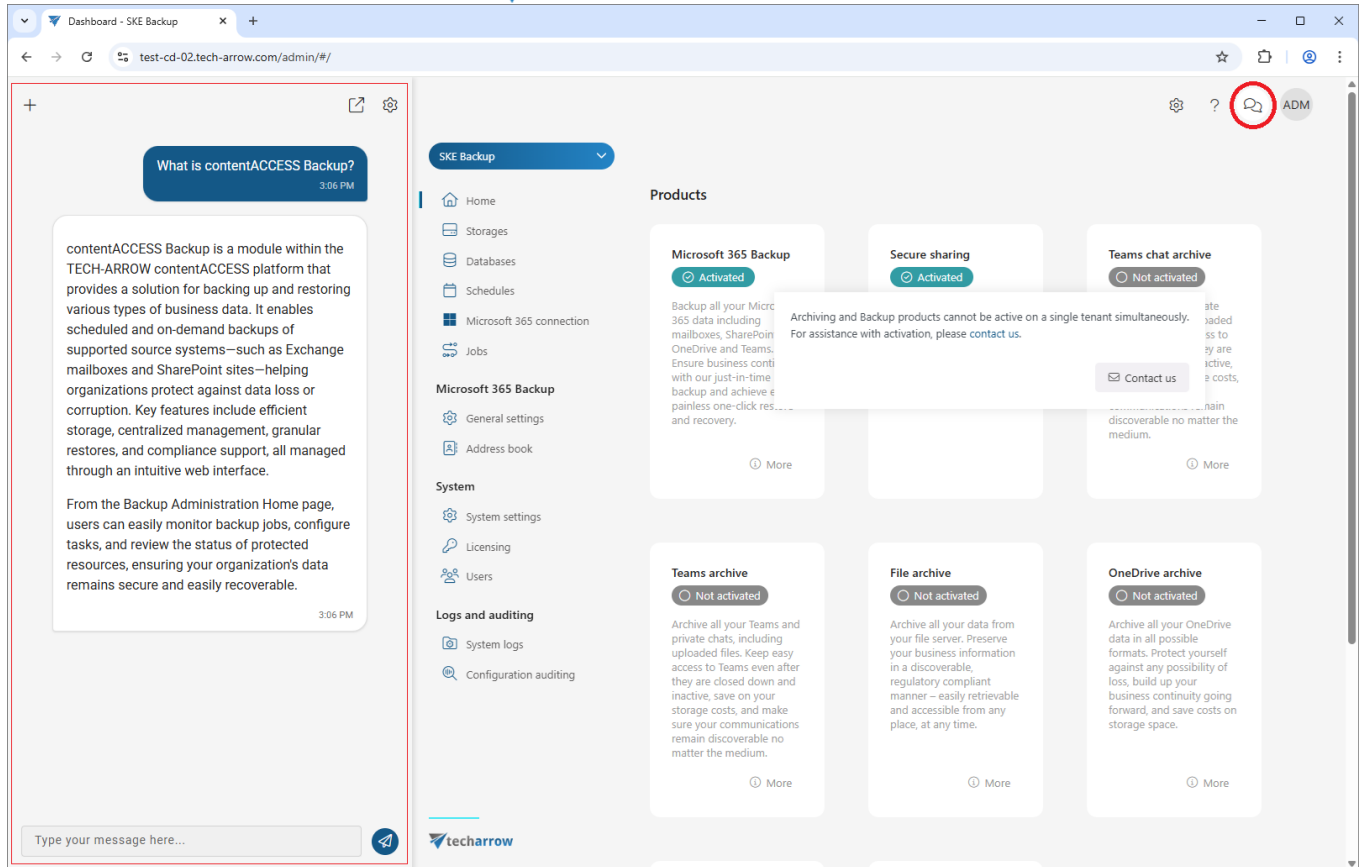 Dashboard - SKE Backup
test-cd-02.tech-arrow.com/admin/#/
What is contentACCESS Backup?
3:06 PM
contentACCESS Backup is a module within the
TECH-ARROW contentACCESS platform that
provides a solution for backing up and restoring
various types of business data. It enables
scheduled and on-demand backups of
supported source systems—such as Exchange
mailboxes and SharePoint sites—helping
organizations protect against data loss or
corruption. Key features include efficient
storage, centralized management, granular
restores, and compliance support, all managed
through an intuitive web interface.
From the Backup Administration Home page,
users can easily monitor backup jobs, configure
tasks, and review the status of protected
resources, ensuring your organization's data
remains secure and easily recoverable.
3:06 PM
Type your message here...
?
ADM
SKE Backup
Home
Storages
Databases
Schedules
Microsoft 365 connection
Jobs
Microsoft 365 Backup
General settings
Address book
System
System settings
Licensing
Users
Logs and auditing
System logs
Configuration auditing
techarrow
Products
Microsoft 365 Backup
Activated
Backup all your Micro
365 data including
mailboxes, SharePoin
OneDrive and Teams.
Ensure business conti
with our just-in-time
backup and achieve e
painless one-click restore
and recovery.
More
Secure sharing
Activated
Teams chat archive
Not activated
ate
oaded
ss to
ey are
active,
e costs,
communications remain
discoverable no matter the
medium.
More
Archiving and Backup products cannot be active on a single tenant simultaneously.
For assistance with activation, please contact us.
Contact us
Teams archive
Not activated
Archive all your Teams and
private chats, including
uploaded files. Keep easy
access to Teams even after
they are closed down and
inactive, save on your
storage costs, and make
sure your communications
remain discoverable no
matter the medium.
More
File archive
Not activated
Archive all your data from
your file server. Preserve
your business information
in a discoverable,
regulatory compliant
manner – easily retrievable
and accessible from any
place, at any time.
More
OneDrive archive
Not activated
Archive all your OneDrive
data in all possible
formats. Protect yourself
against any possibility of
loss, build up your
business continuity going
forward, and save costs on
storage space.
More